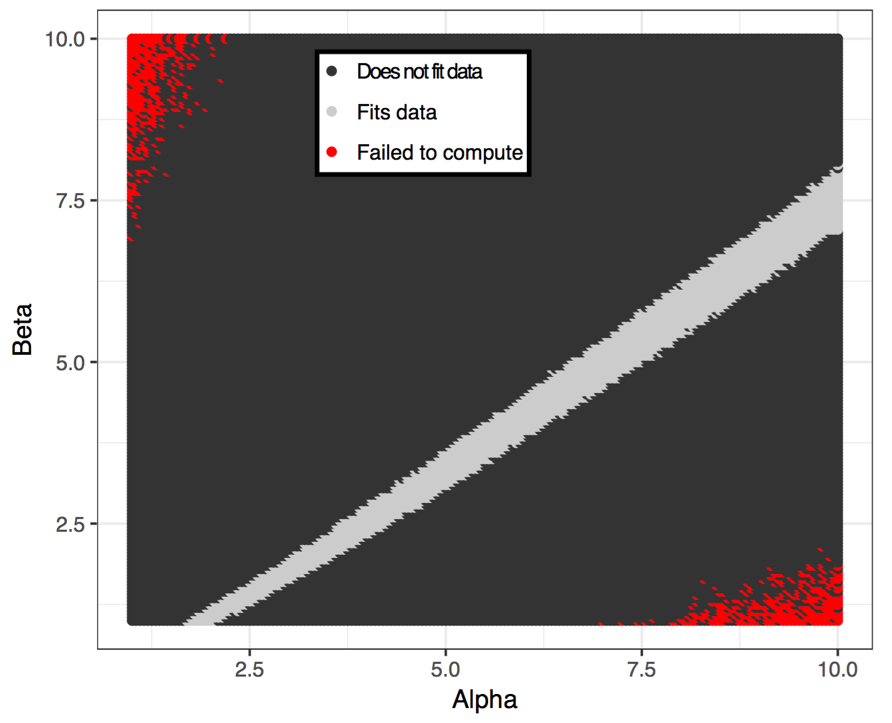 10.0
7.5
5.0
2.5
Beta
Does not fit data
Fits data
Failed to compute
2.5
5.0
7.5
10.0
Alpha